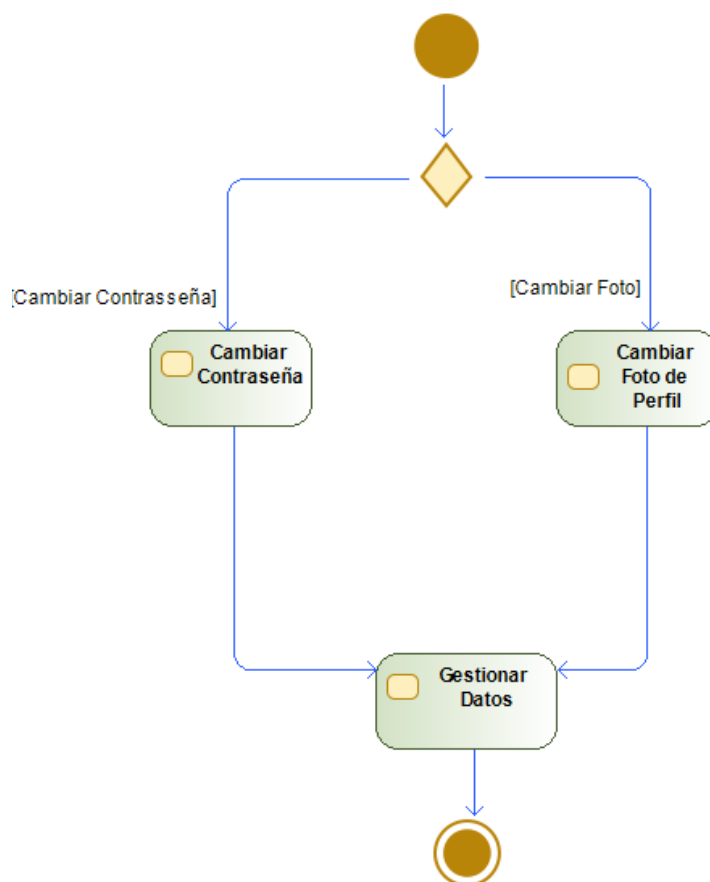 [Cambiar Foto]
[Cambiar Contrasseña]
Cambiar
Contraseña
Cambiar
Foto de
Perfil
Gestionar
Datos